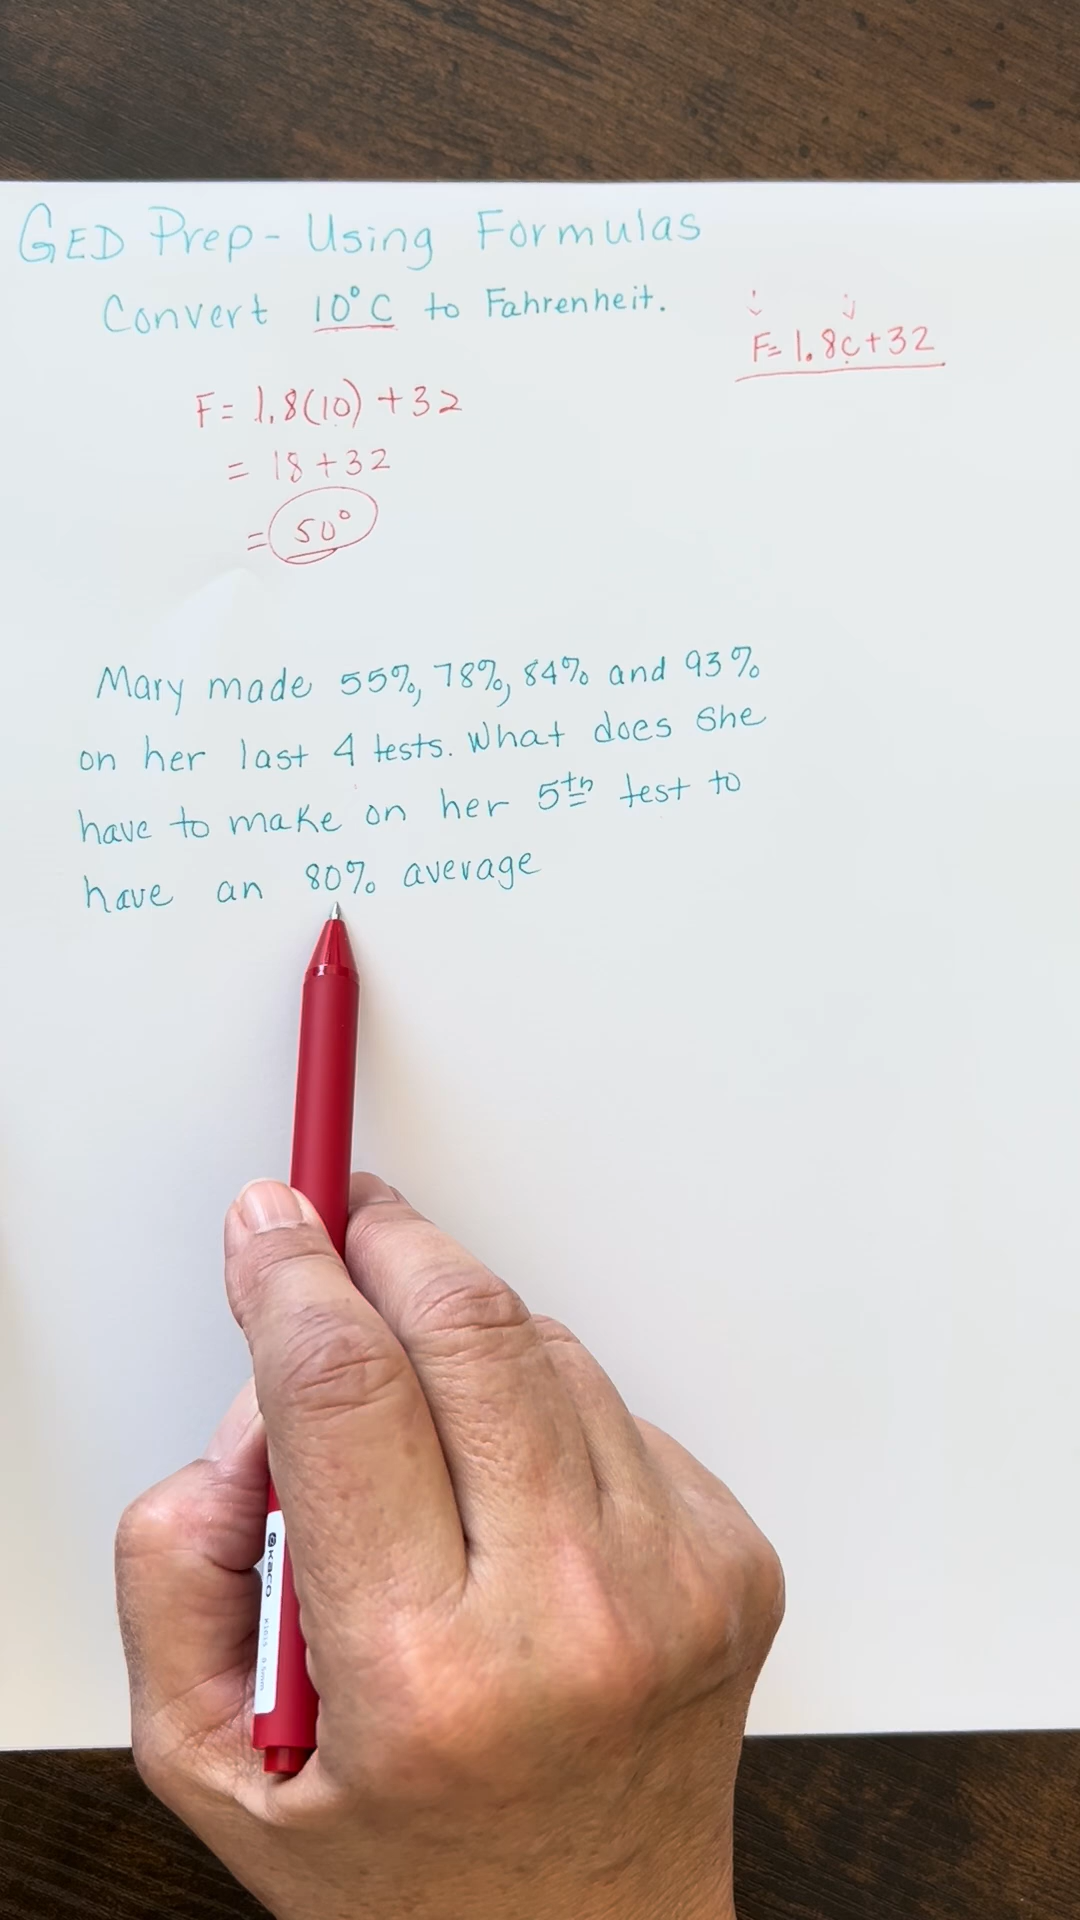 GED Prep - Using Formulas
Convert 10°C to Fahrenheit.
F= 1.8C+32
F= 1.8(10) +32
= 18+32
= 50°
Mary made 55%, 78%, 84% and 93%
on her last 4 tests. What does she
have to make on her 5th test to
have an 80% average
KACO